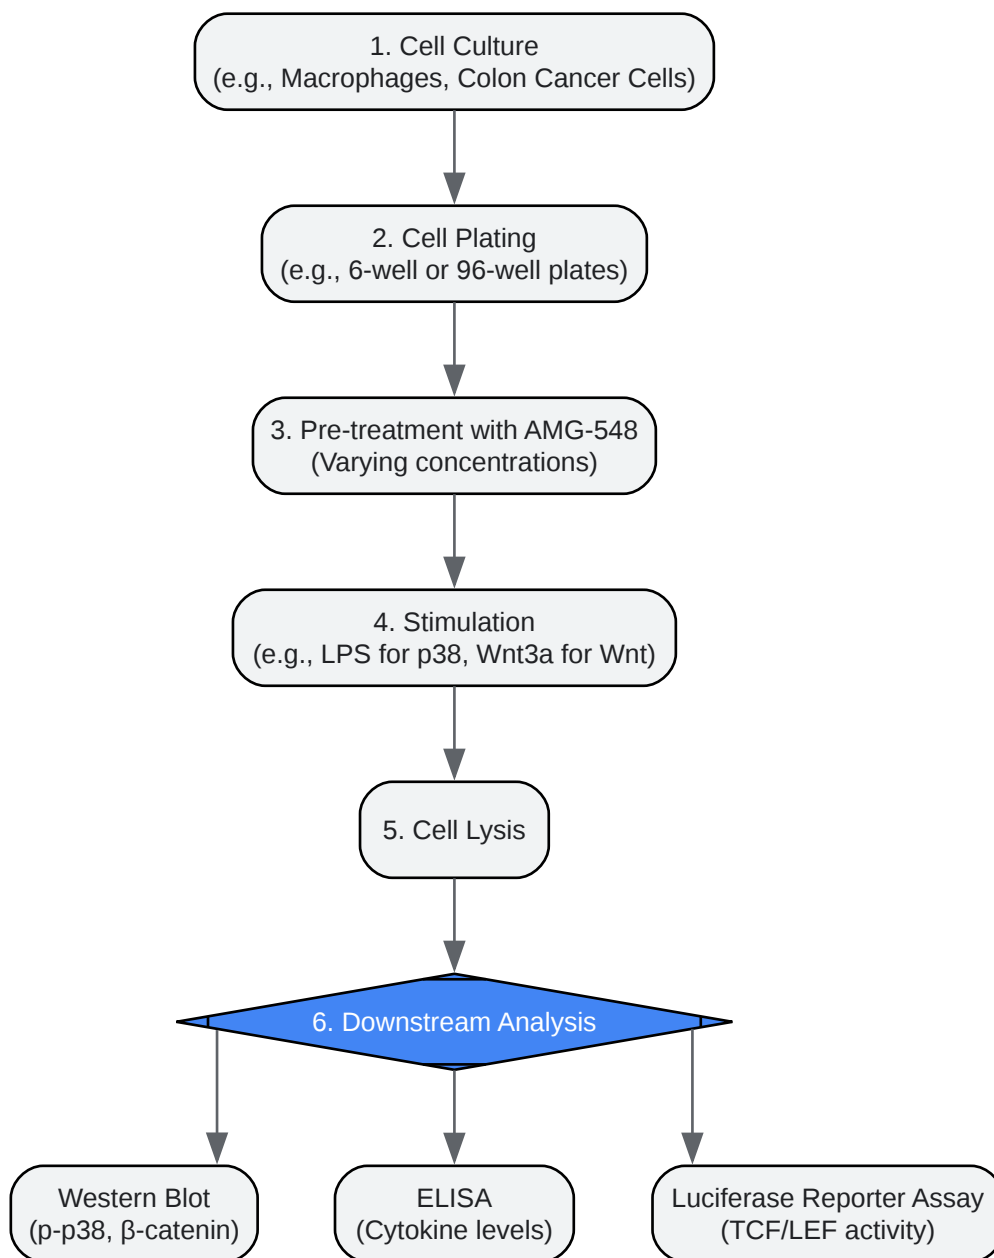 1. Cell Culture
(e.g., Macrophages, Colon Cancer Cells)
2. Cell Plating
(e.g., 6-well or 96-well plates)
3. Pre-treatment with AMG-548
(Varying concentrations)
4. Stimulation
(e.g., LPS for p38, Wnt3a for Wnt)
5. Cell Lysis
6. Downstream Analysis
Western Blot
(p-p38, β-catenin)
ELISA
(Cytokine levels)
Luciferase Reporter Assay
(TCF/LEF activity)